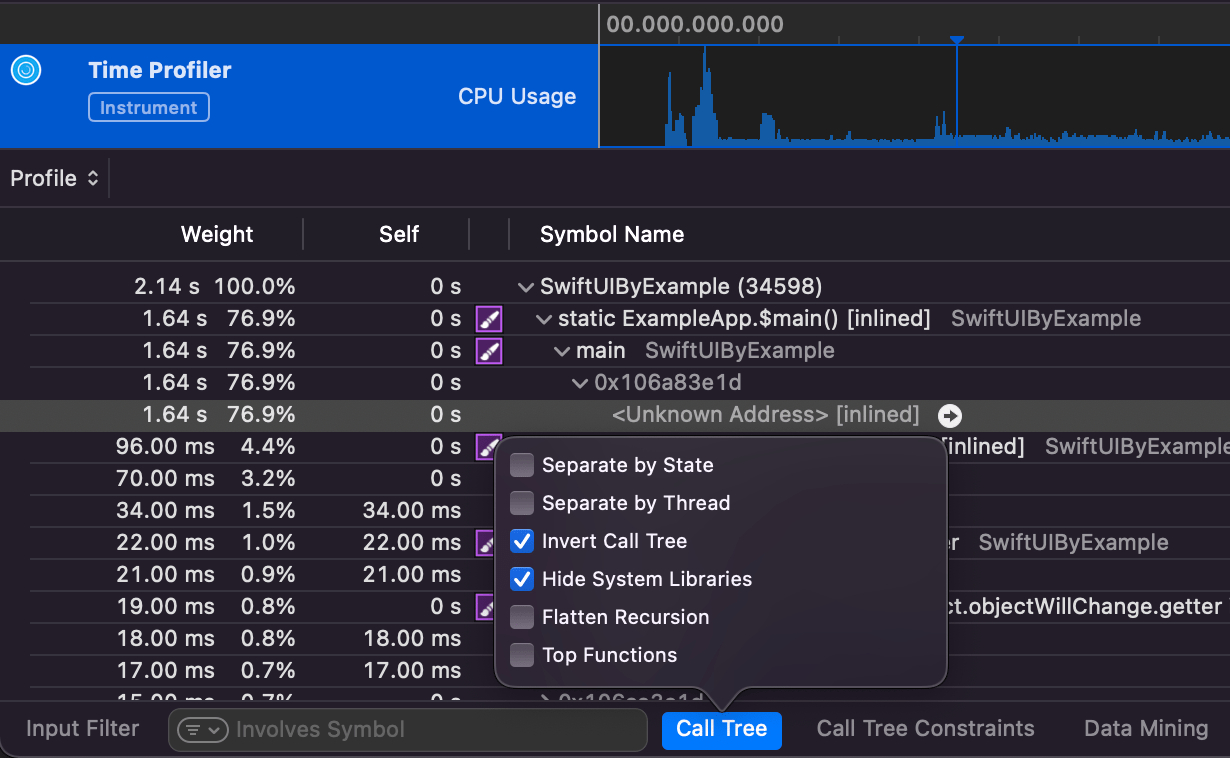 00.000.000.000
Time Profiler
Instrument
CPU Usage
Profile
Weight Self Symbol Name
2.14 s 100.0% 0 s SwiftUIByExample (34598)
1.64 s 76.9% 0 s static ExampleApp.$main() [inlined] SwiftUIByExample
1.64 s 76.9% 0 s main SwiftUIByExample
1.64 s 76.9% 0 s 0x106a83e1d
1.64 s 76.9% 0 s <Unknown Address> [inlined]
96.00 ms 4.4% 0 s [inlined] SwiftUIByExample
70.00 ms 3.2% 0 s
34.00 ms 1.5% 34.00 ms
22.00 ms 1.0% 22.00 ms r SwiftUIByExample
21.00 ms 0.9% 21.00 ms
19.00 ms 0.8% 0 s ct.objectWillChange.getter
18.00 ms 0.8% 18.00 ms
17.00 ms 0.7% 17.00 ms
15.00 ms 0.7% 0 s
Separate by State
Separate by Thread
Invert Call Tree
Hide System Libraries
Flatten Recursion
Top Functions
Input Filter Involves Symbol Call Tree Call Tree Constraints Data Mining